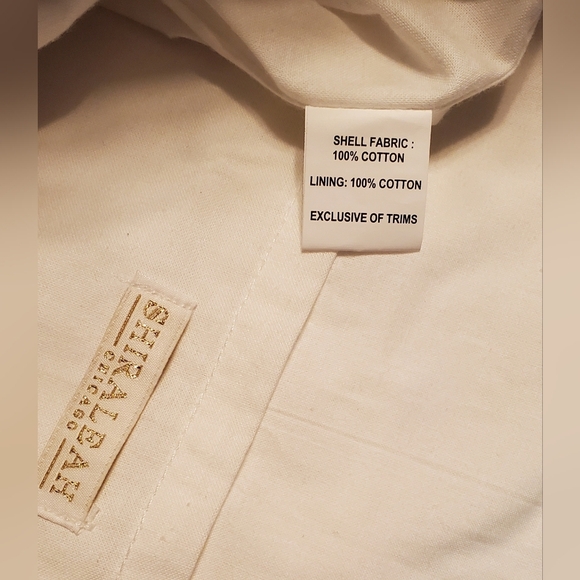 SHELL FABRIC :
100% COTTON
LINING: 100% COTTON
EXCLUSIVE OF TRIMS
SHIRALEAH
CHICAGO